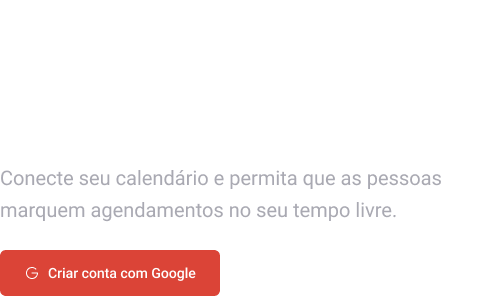 Conecte seu calendário e permita que as pessoas
marquem agendamentos no seu tempo livre.
Criar conta com Google